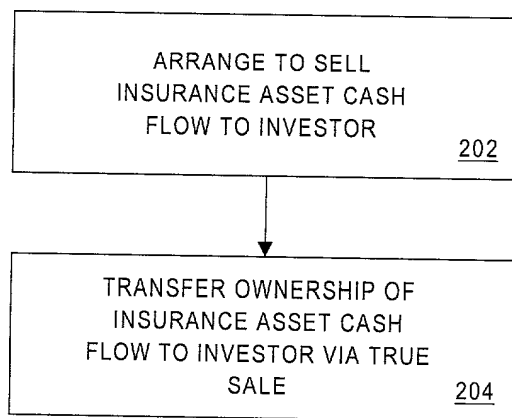 ARRANGE TO SELL
INSURANCE ASSET CASH
FLOW TO INVESTOR
202
TRANSFER OWNERSHIP OF
INSURANCE ASSET CASH
FLOW TO INVESTOR VIA TRUE
SALE
204